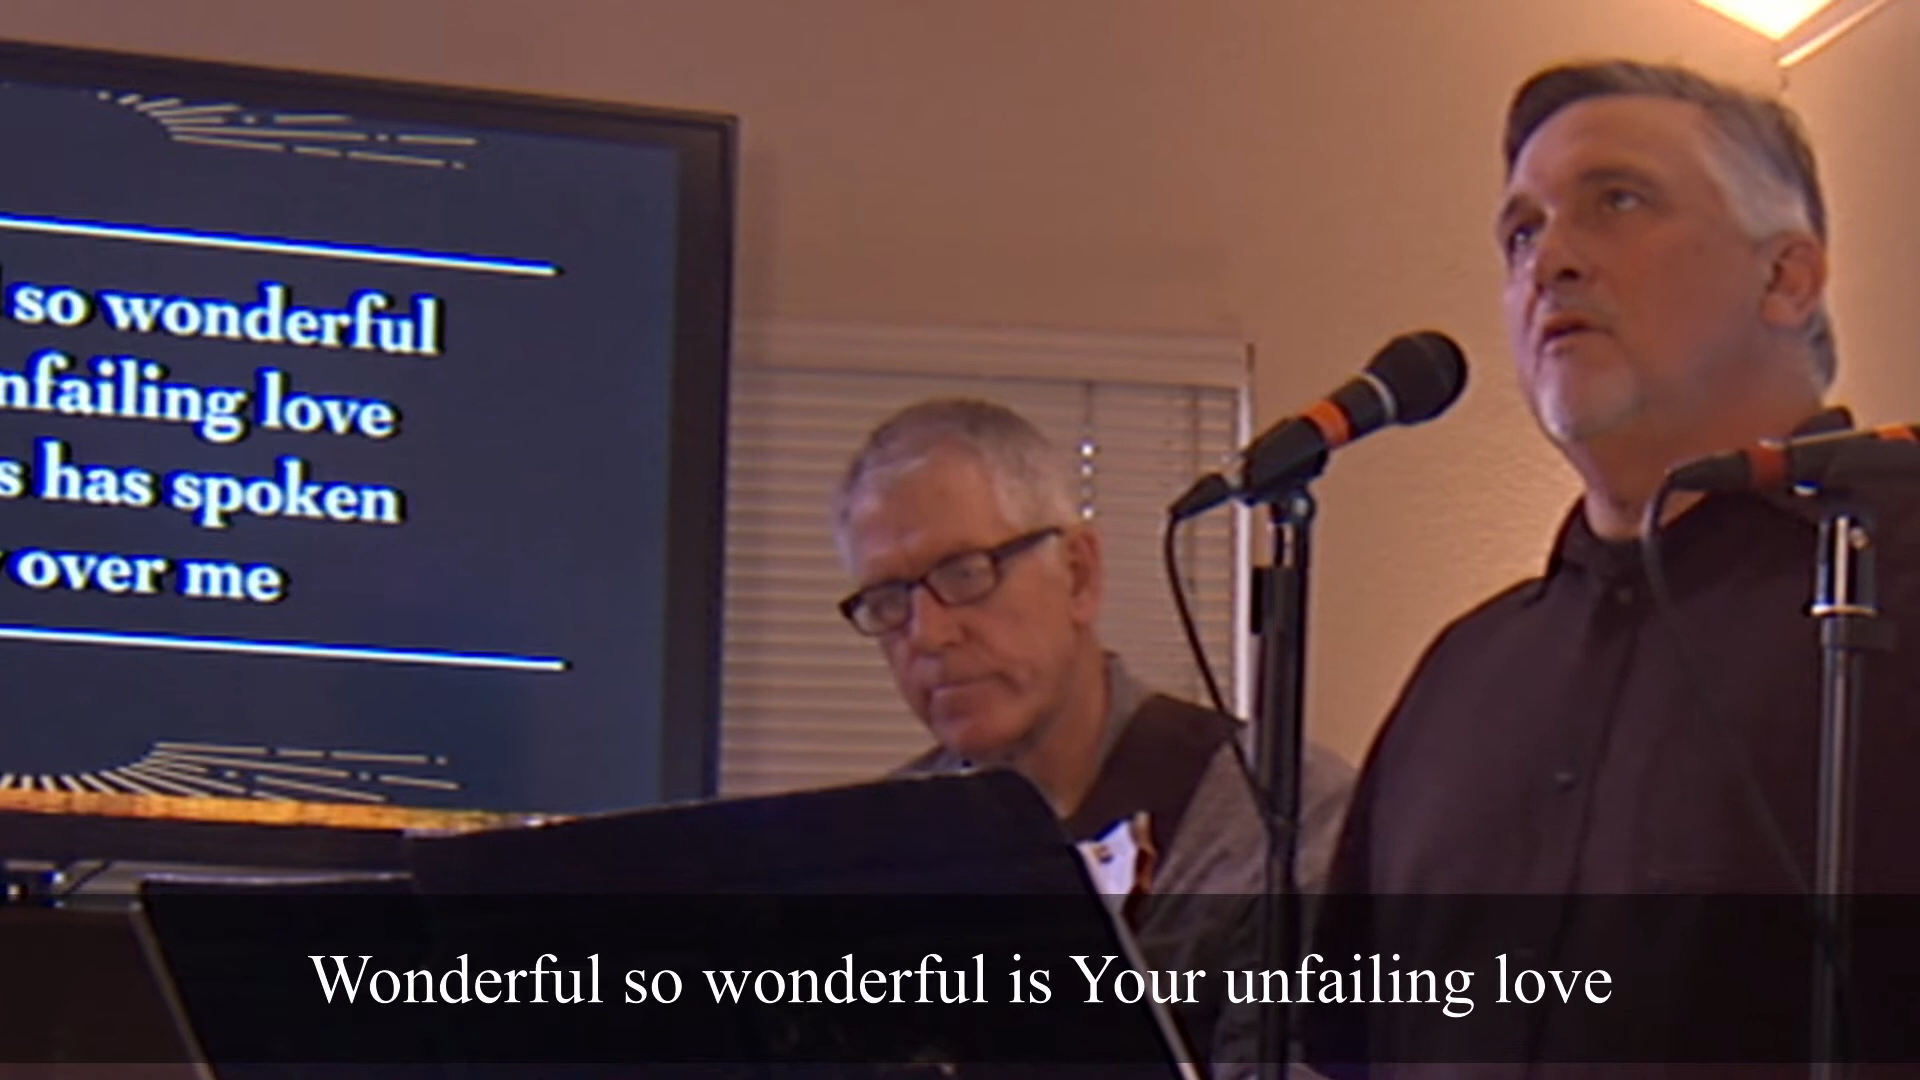 so wonderful
nfailing love
s has spoken
over me
Wonderful so wonderful is Your unfailing love